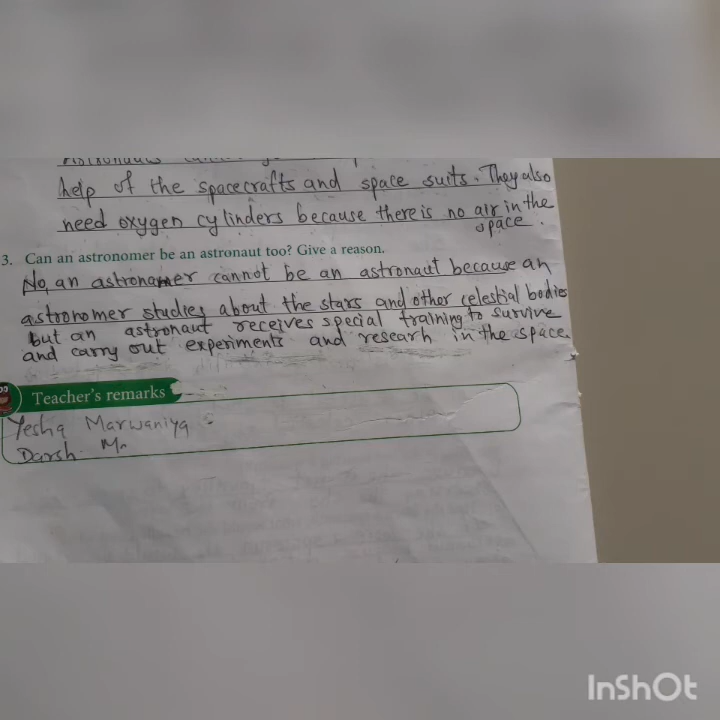 help of the spacecrafts and space suits. They also
need oxygen cylinders because there is no air in the
space.
3. Can an astronomer be an astronaut too? Give a reason.
No, an astronomer cannot be an astronaut because an
astronomer studies about the stars and other celestial bodies
but an astronaut receives special training to survive
and carry out experiments and researh in the space.
Teacher's remarks
Yesha Marwaniya
Darsh
InShOt